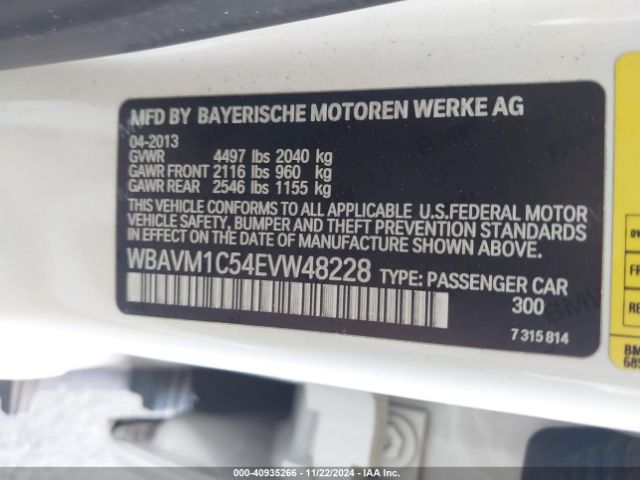 MFD BY BAYERISCHE MOTOREN WERKE AG
04-2013
GVWR 4497 lbs 2040 kg
GAWR FRONT 2116 lbs 960 kg
GAWR REAR 2546 lbs 1155 kg
THIS VEHICLE CONFORMS TO ALL APPLICABLE U.S.FEDERAL MOTOR
VEHICLE SAFETY, BUMPER AND THEFT PREVENTION STANDARDS
IN EFFECT ON THE DATE OF MANUFACTURE SHOWN ABOVE.
WBAVM1C54EVW48228 TYPE: PASSENGER CAR
300
7 315 814
000-40935266 - 11/22/2024 - IAA Inc.